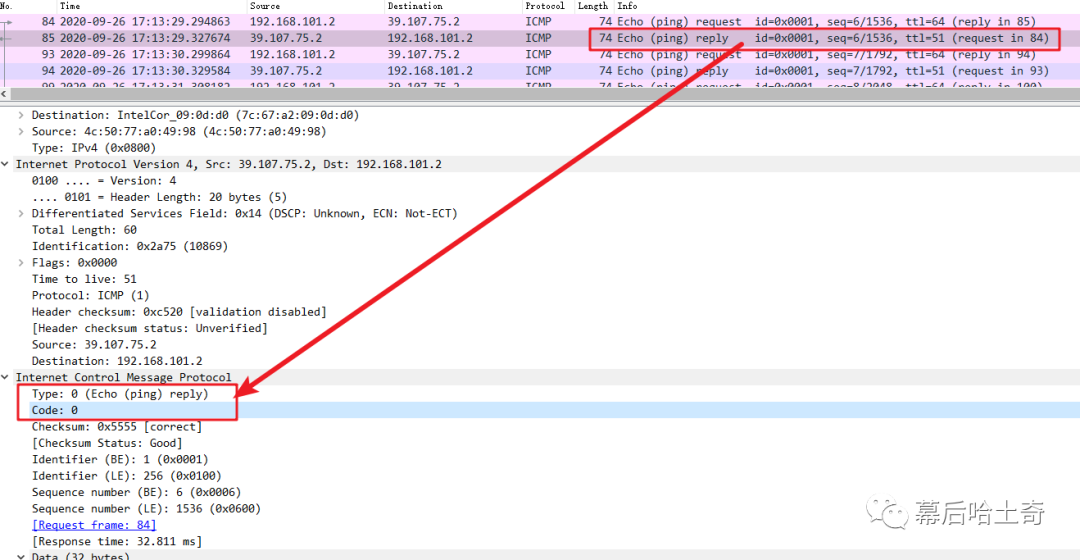 No. Time Source Destination Protocol Length Info
84 2020-09-26 17:13:29.294863 192.168.101.2 39.107.75.2 ICMP 74 Echo (ping) request id=0x0001, seq=6/1536, ttl=64 (reply in 85)
85 2020-09-26 17:13:29.327674 39.107.75.2 192.168.101.2 ICMP 74 Echo (ping) reply id=0x0001, seq=6/1536, ttl=51 (request in 84)
93 2020-09-26 17:13:30.299864 192.168.101.2 39.107.75.2 ICMP 74 Echo (ping) request id=0x0001, seq=7/1792, ttl=64 (reply in 94)
94 2020-09-26 17:13:30.329584 39.107.75.2 192.168.101.2 ICMP 74 Echo (ping) reply id=0x0001, seq=7/1792, ttl=51 (request in 93)
99 2020-09-26 17:13:31.308182 192.168.101.2 39.107.75.2 ICMP 74 Echo (ping) request id=0x0001, seq=8/2048, ttl=64 (reply in 100)
Destination: IntelCor_09:0d:d0 (7c:67:a2:09:0d:d0)
Source: 4c:50:77:a0:49:98 (4c:50:77:a0:49:98)
Type: IPv4 (0x0800)
Internet Protocol Version 4, Src: 39.107.75.2, Dst: 192.168.101.2
0100 .... = Version: 4
.... 0101 = Header Length: 20 bytes (5)
Differentiated Services Field: 0x14 (DSCP: Unknown, ECN: Not-ECT)
Total Length: 60
Identification: 0x2a75 (10869)
Flags: 0x0000
Time to live: 51
Protocol: ICMP (1)
Header checksum: 0xc520 [validation disabled]
[Header checksum status: Unverified]
Source: 39.107.75.2
Destination: 192.168.101.2
Internet Control Message Protocol
Type: 0 (Echo (ping) reply)
Code: 0
Checksum: 0x5555 [correct]
[Checksum Status: Good]
Identifier (BE): 1 (0x0001)
Identifier (LE): 256 (0x0100)
Sequence number (BE): 6 (0x0006)
Sequence number (LE): 1536 (0x0600)
[Request frame: 84]
[Response time: 32.811 ms]
Data (32 bytes)
幕后哈士奇